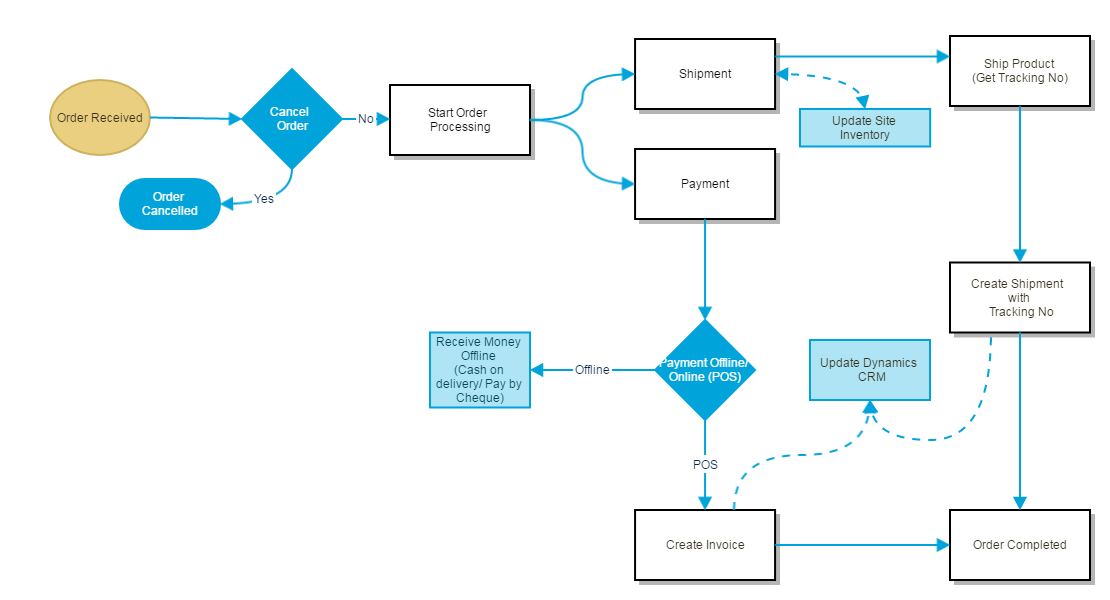 Order Received
Cancel
Order
Order
Cancelled
Yes
No
Start Order
Processing
Shipment
Update Site
Inventory
Ship Product
(Get Tracking No)
Payment
Create Shipment
with
Tracking No
Payment Offline/
Online (POS)
Offline
Receive Money
Offline
(Cash on
delivery/ Pay by
Cheque)
Update Dynamics
CRM
POS
Create Invoice
Order Completed